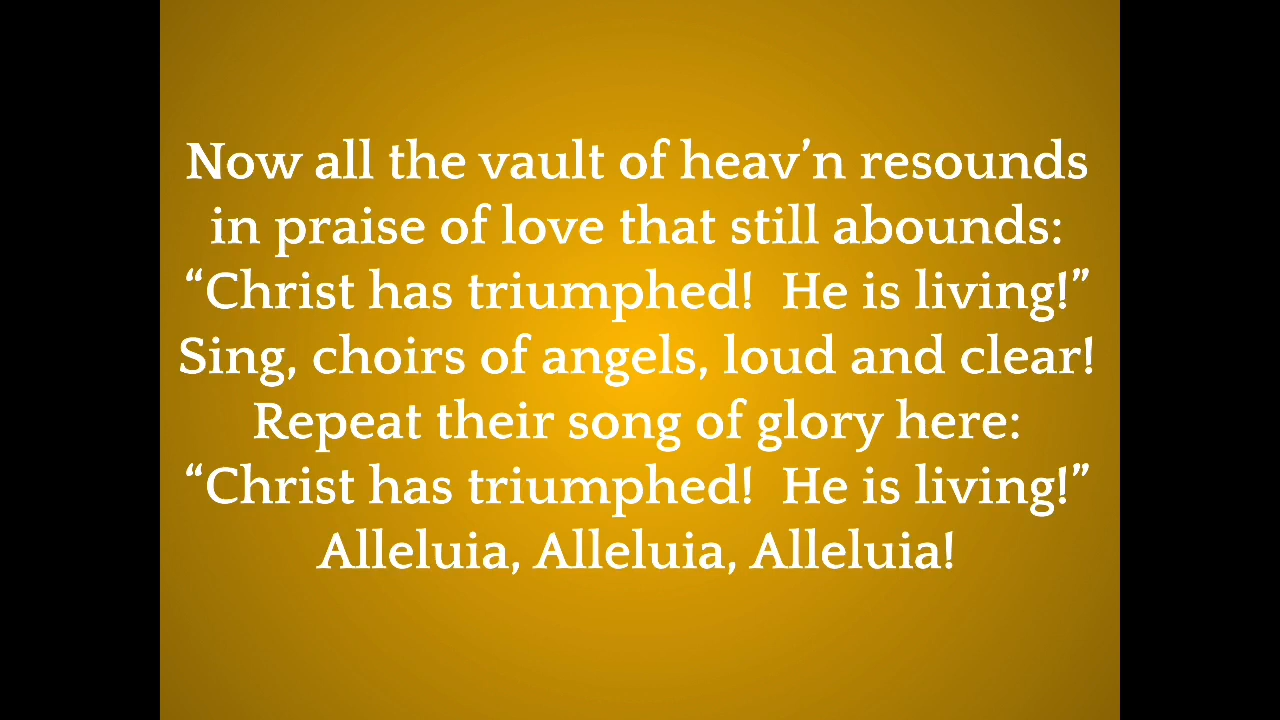 Now all the vault of heav’n resounds
in praise of love that still abounds:
“Christ has triumphed!  He is living!”
Sing, choirs of angels, loud and clear!
Repeat their song of glory here:
“Christ has triumphed!  He is living!”
Alleluia, Alleluia, Alleluia!